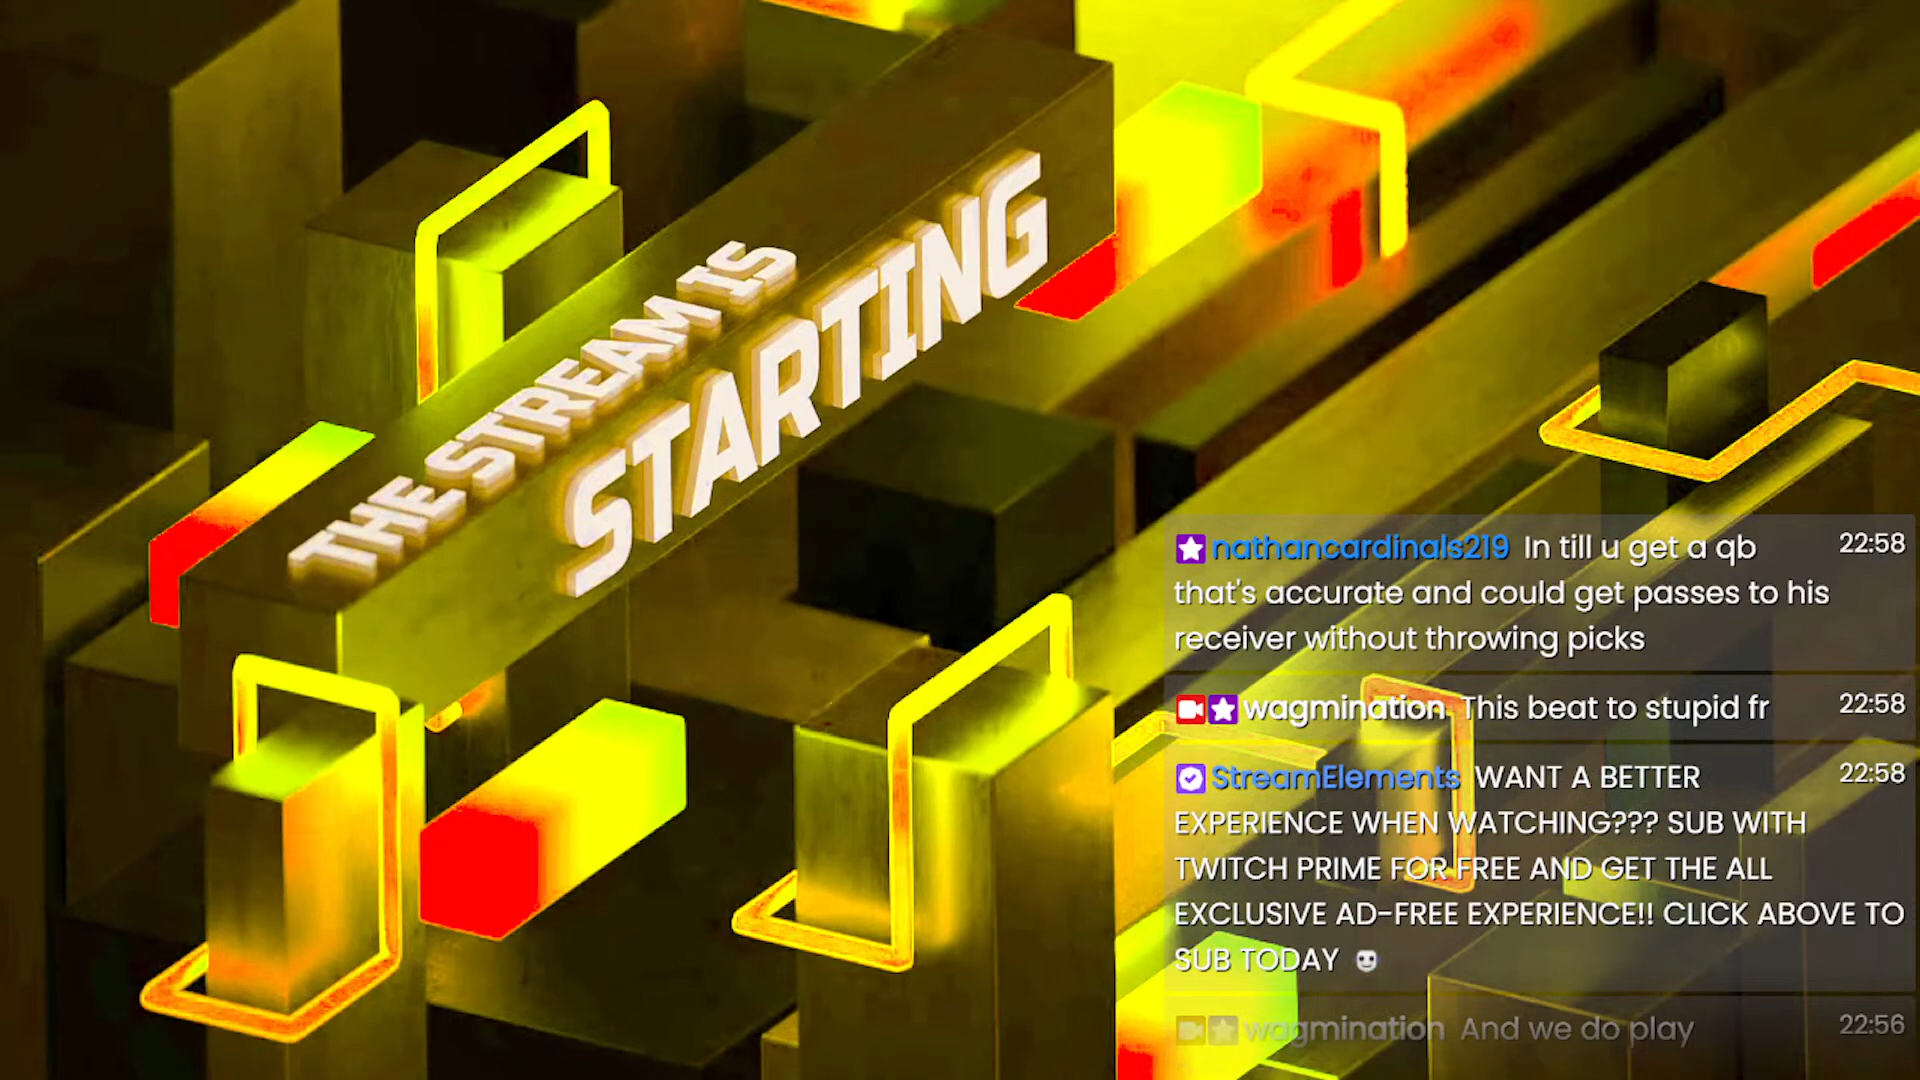 THE STREAM IS
STARTING
nathancardinals219 In till u get a qb 22:58
that's accurate and could get passes to his
receiver without throwing picks
wagmination This beat to stupid fr 22:58
StreamElements WANT A BETTER 22:58
EXPERIENCE WHEN WATCHING??? SUB WITH
TWITCH PRIME FOR FREE AND GET THE ALL
EXCLUSIVE AD-FREE EXPERIENCE!! CLICK ABOVE TO
SUB TODAY
wagmination And we do play 22:56